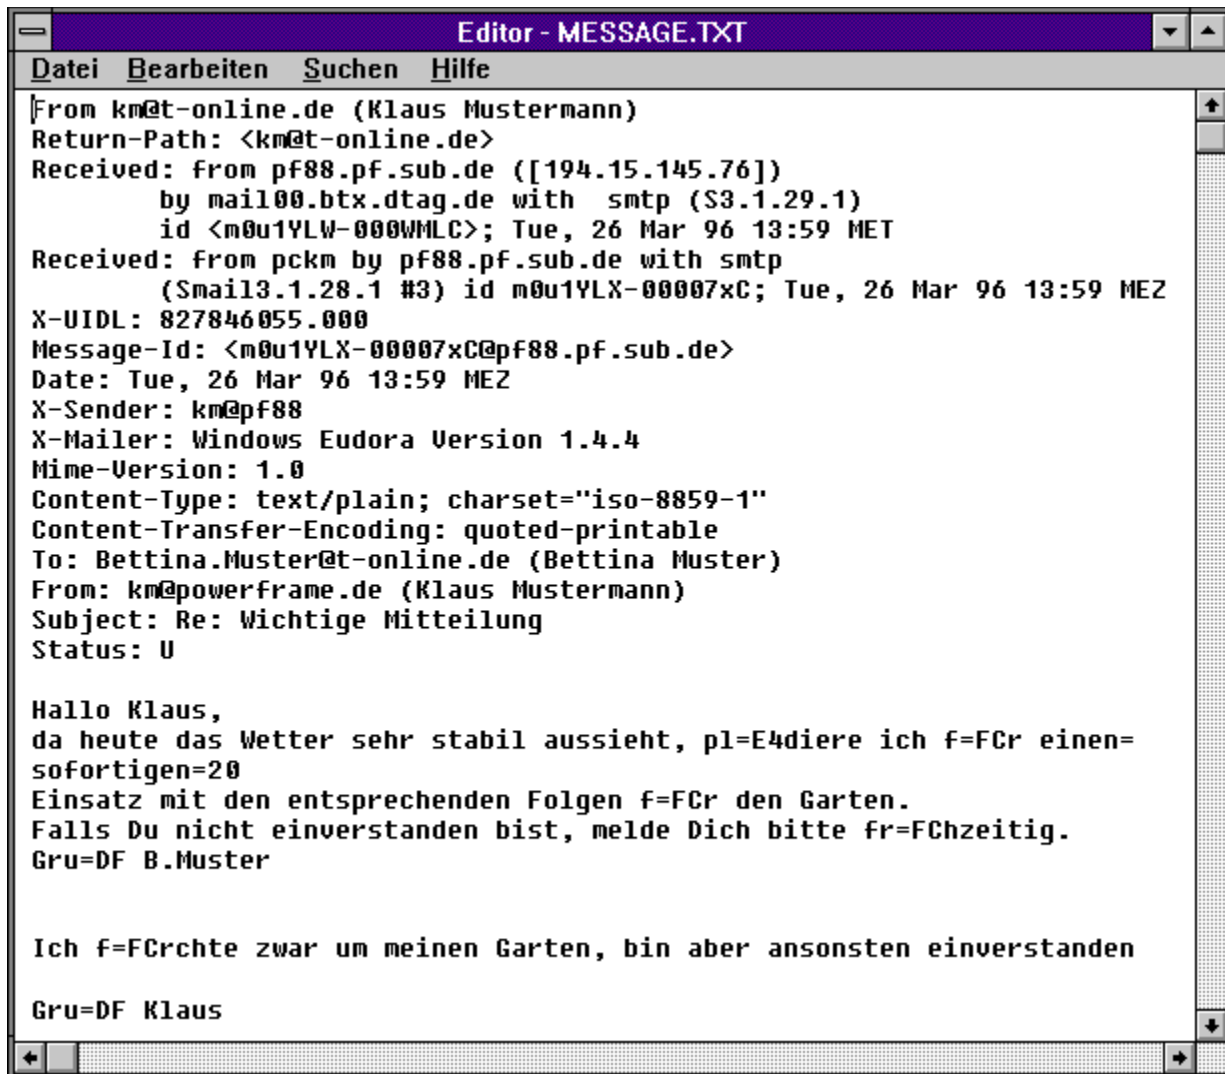 Editor - MESSAGE.TXT
Datei Bearbeiten Suchen Hilfe
From km@t-online.de (Klaus Mustermann)
Return-Path: <km@t-online.de>
Received: from pf88.pf.sub.de ([194.15.145.76])
        by mail00.btx.dtag.de with  smtp (S3.1.29.1)
        id <m0u1YLW-000WMLC>; Tue, 26 Mar 96 13:59 MET
Received: from pckm by pf88.pf.sub.de with smtp
        (Smail3.1.28.1 #3) id m0u1YLX-00007xC; Tue, 26 Mar 96 13:59 MEZ
X-UIDL: 827846055.000
Message-Id: <m0u1YLX-00007xC@pf88.pf.sub.de>
Date: Tue, 26 Mar 96 13:59 MEZ
X-Sender: km@pf88
X-Mailer: Windows Eudora Version 1.4.4
Mime-Version: 1.0
Content-Type: text/plain; charset="iso-8859-1"
Content-Transfer-Encoding: quoted-printable
To: Bettina.Muster@t-online.de (Bettina Muster)
From: km@powerframe.de (Klaus Mustermann)
Subject: Re: Wichtige Mitteilung
Status: U

Hallo Klaus,
da heute das Wetter sehr stabil aussieht, pl=E4diere ich f=FCr einen=
sofortigen=20
Einsatz mit den entsprechenden Folgen f=FCr den Garten.
Falls Du nicht einverstanden bist, melde Dich bitte fr=FChzeitig.
Gru=DF B.Muster

Ich f=FCrchte zwar um meinen Garten, bin aber ansonsten einverstanden

Gru=DF Klaus